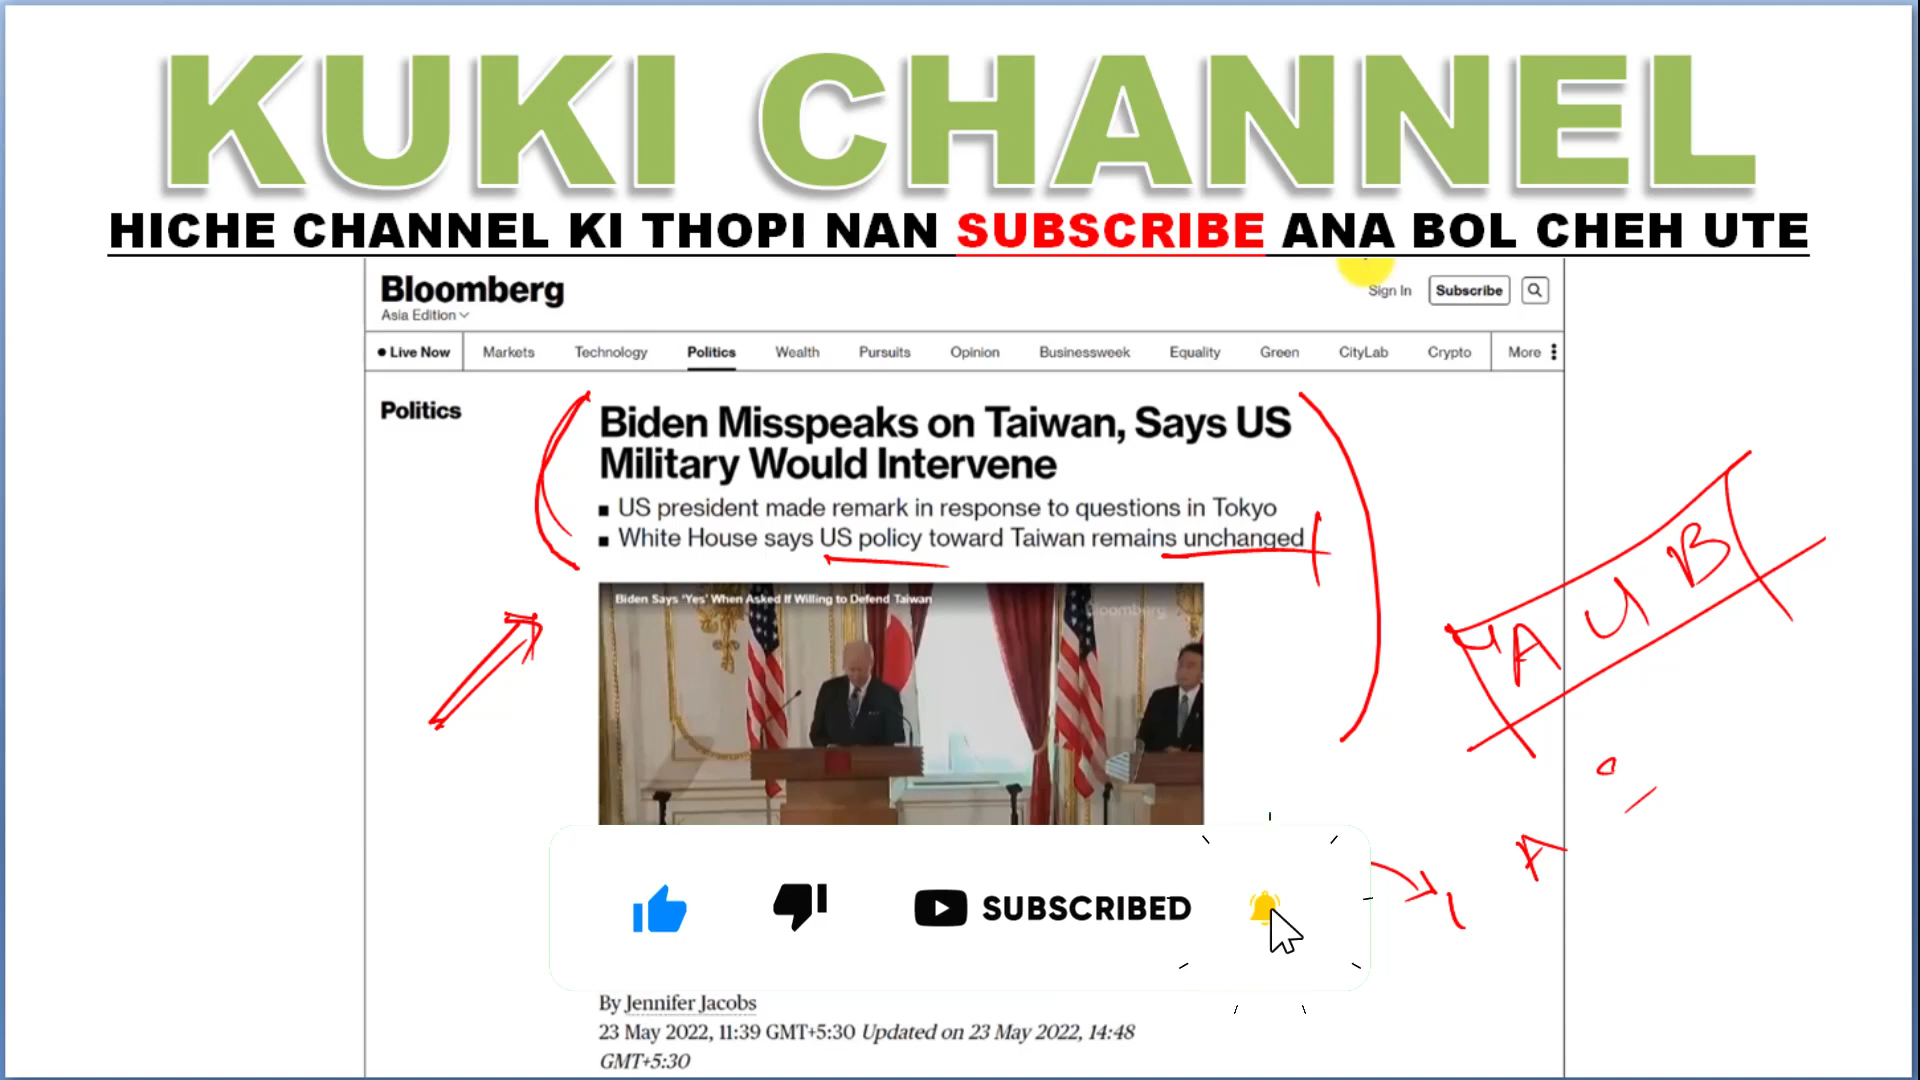 KUKI CHANNEL
HICHE CHANNEL KI THOPI NAN SUBSCRIBE ANA BOL CHEH UTE
Bloomberg
Sign In Subscribe
Asia Edition
Live Now Markets Technology Politics Wealth Pursuits Opinion Businessweek Equality Green CityLab Crypto More
Politics
Biden Misspeaks on Taiwan, Says US
Military Would Intervene
US president made remark in response to questions in Tokyo
White House says US policy toward Taiwan remains unchanged
Biden Says 'Yes' When Asked If Willing to Defend Taiwan
Bloomberg
A U B
A
SUBSCRIBED
By Jennifer Jacobs
23 May 2022, 11:39 GMT+5:30 Updated on 23 May 2022, 14:48
GMT+5:30